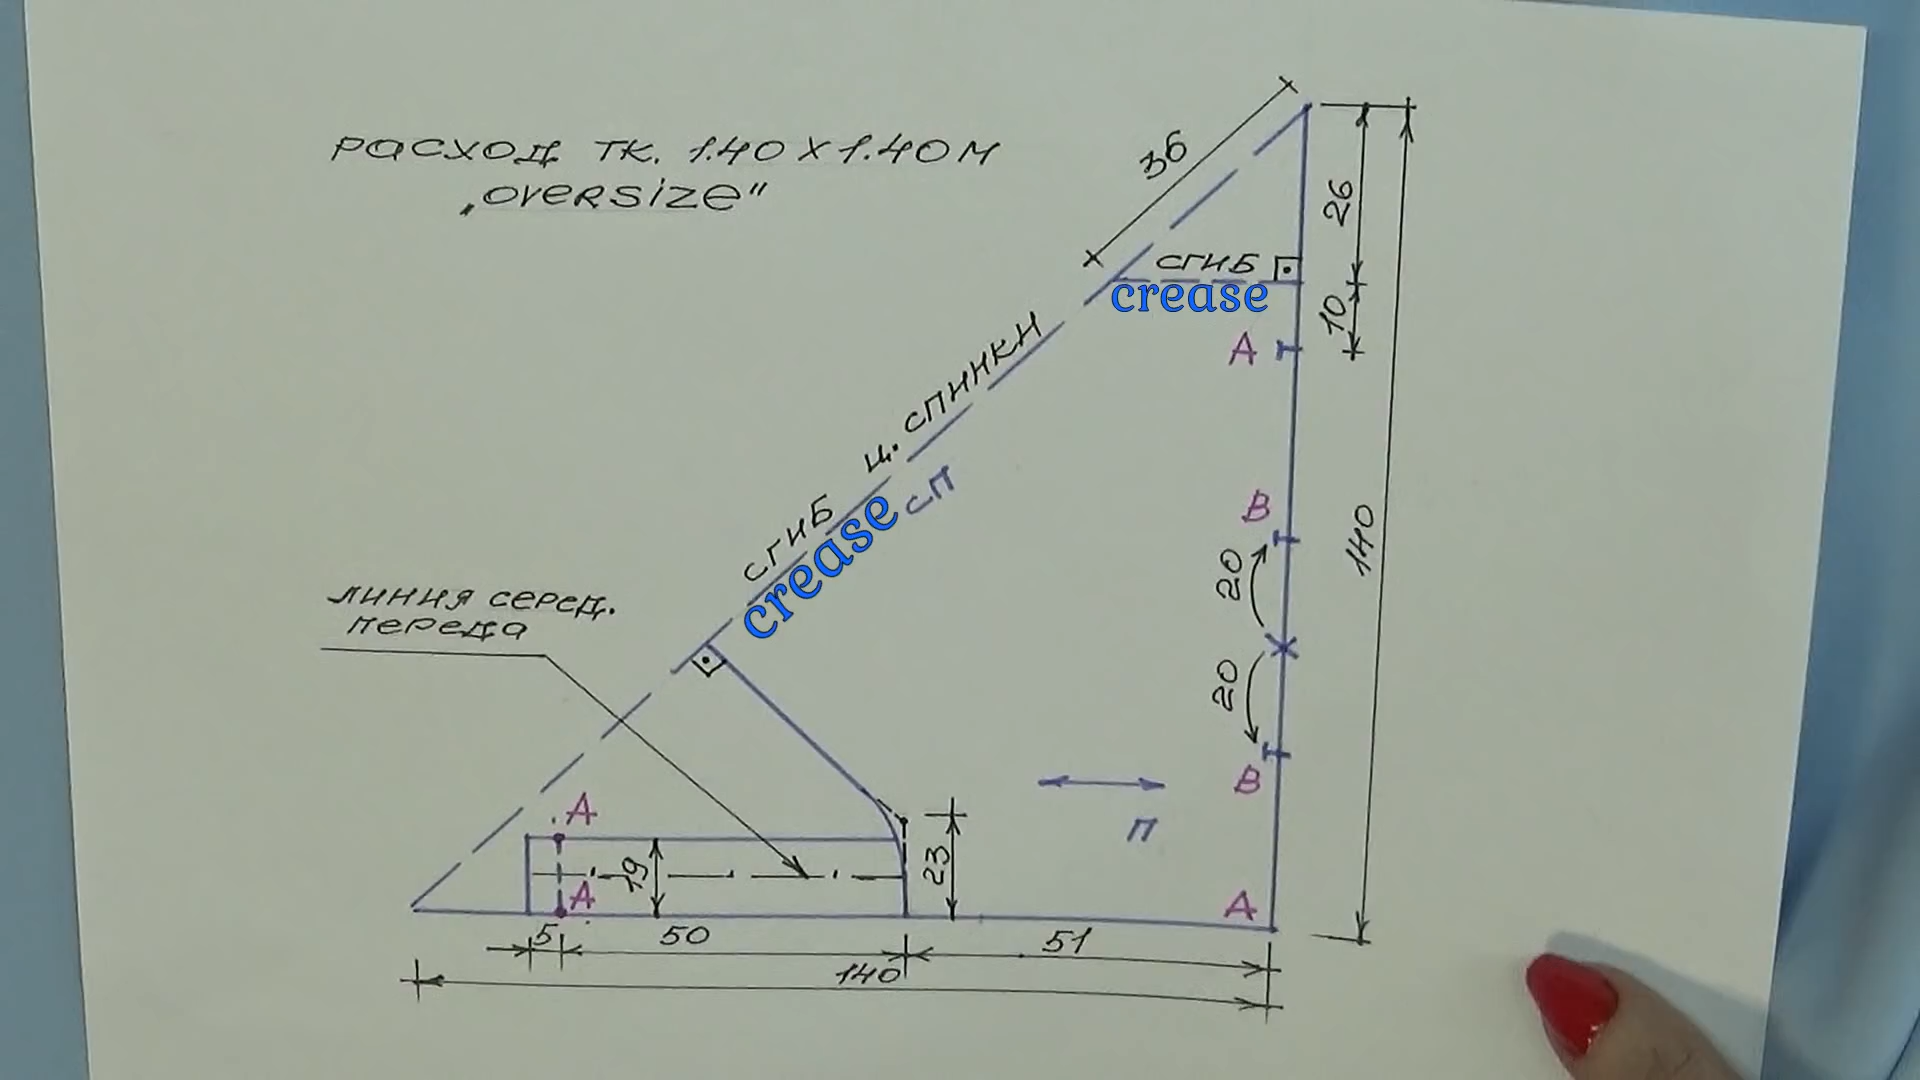 РАСХОД ТК. 1.40 X 1.40 М
„OVERSIZE"
36
26
СГИБ
crease
10
A
Ц. СПИНКИ
СГИБ
crease
СП
B
20
140
ЛИНИЯ СЕРЕД.
ПЕРЕДА
20
B
П
A
19
23
A
A
5
50
51
140